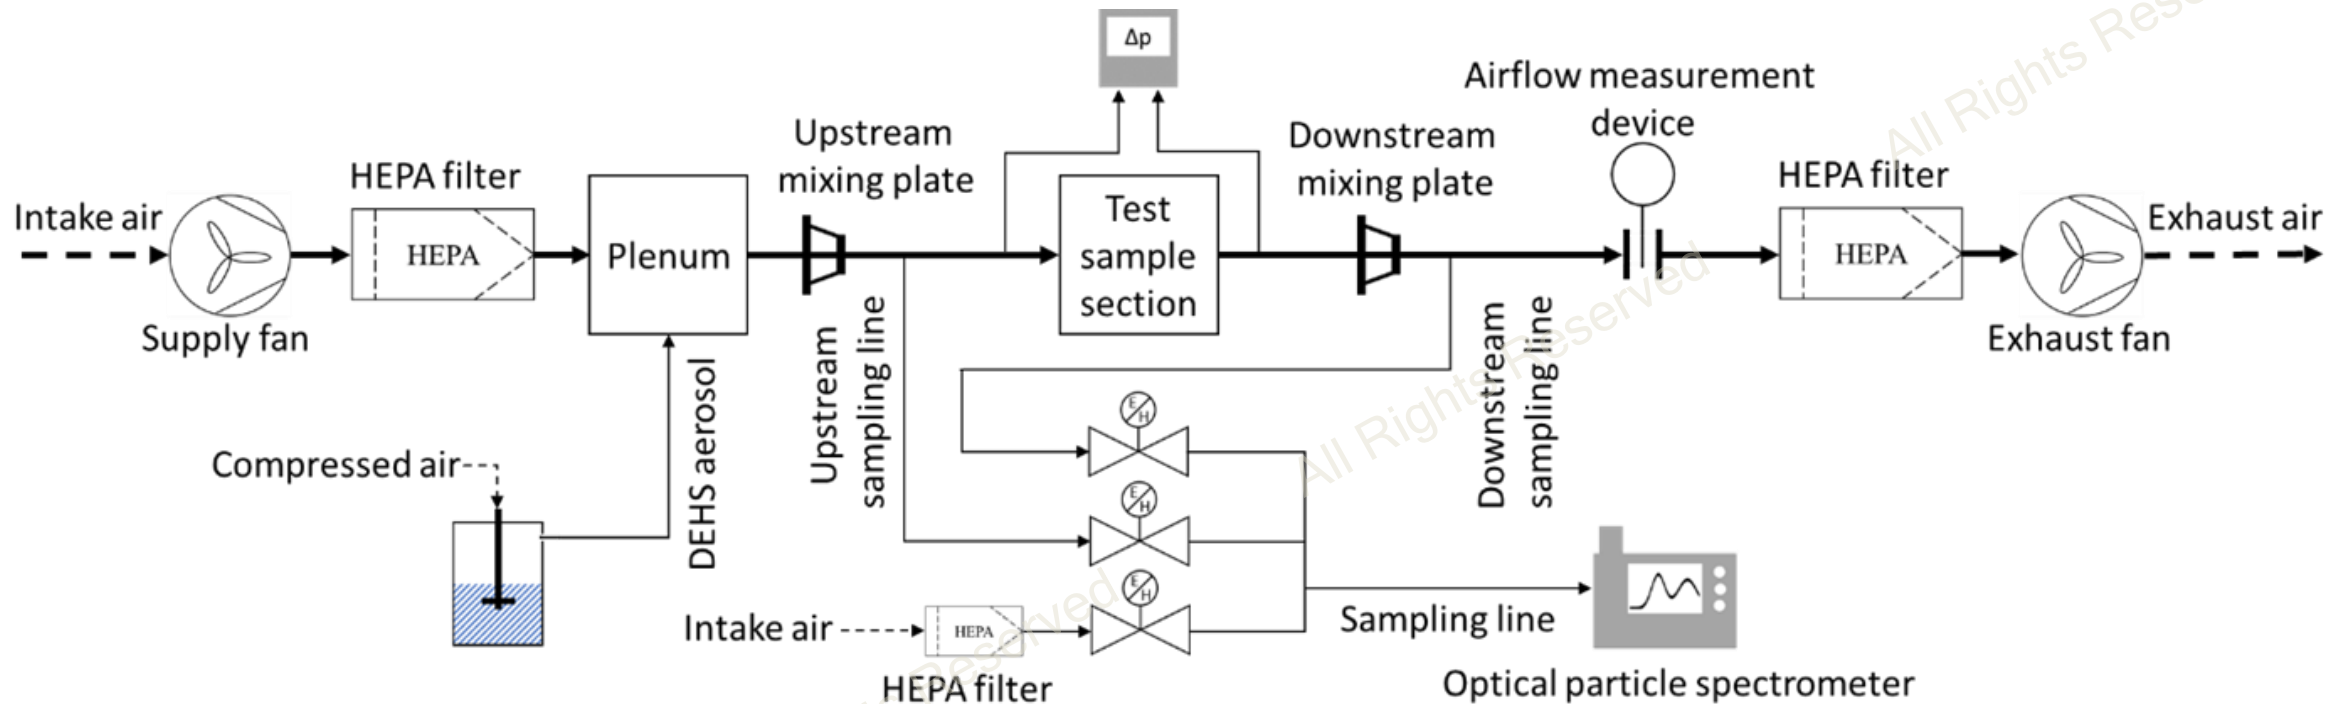 Δp
Airflow measurement
device
Upstream
mixing plate
Downstream
mixing plate
HEPA filter
HEPA filter
Intake air
HEPA
Plenum
Test
sample
section
HEPA
Exhaust air
Supply fan
Exhaust fan
Upstream
sampling line
Downstream
sampling line
DEHS aerosol
Compressed air
E
H
E
H
E
H
Intake air
HEPA
HEPA filter
Sampling line
Optical particle spectrometer
All Rights Reserved
All Rights Reserved